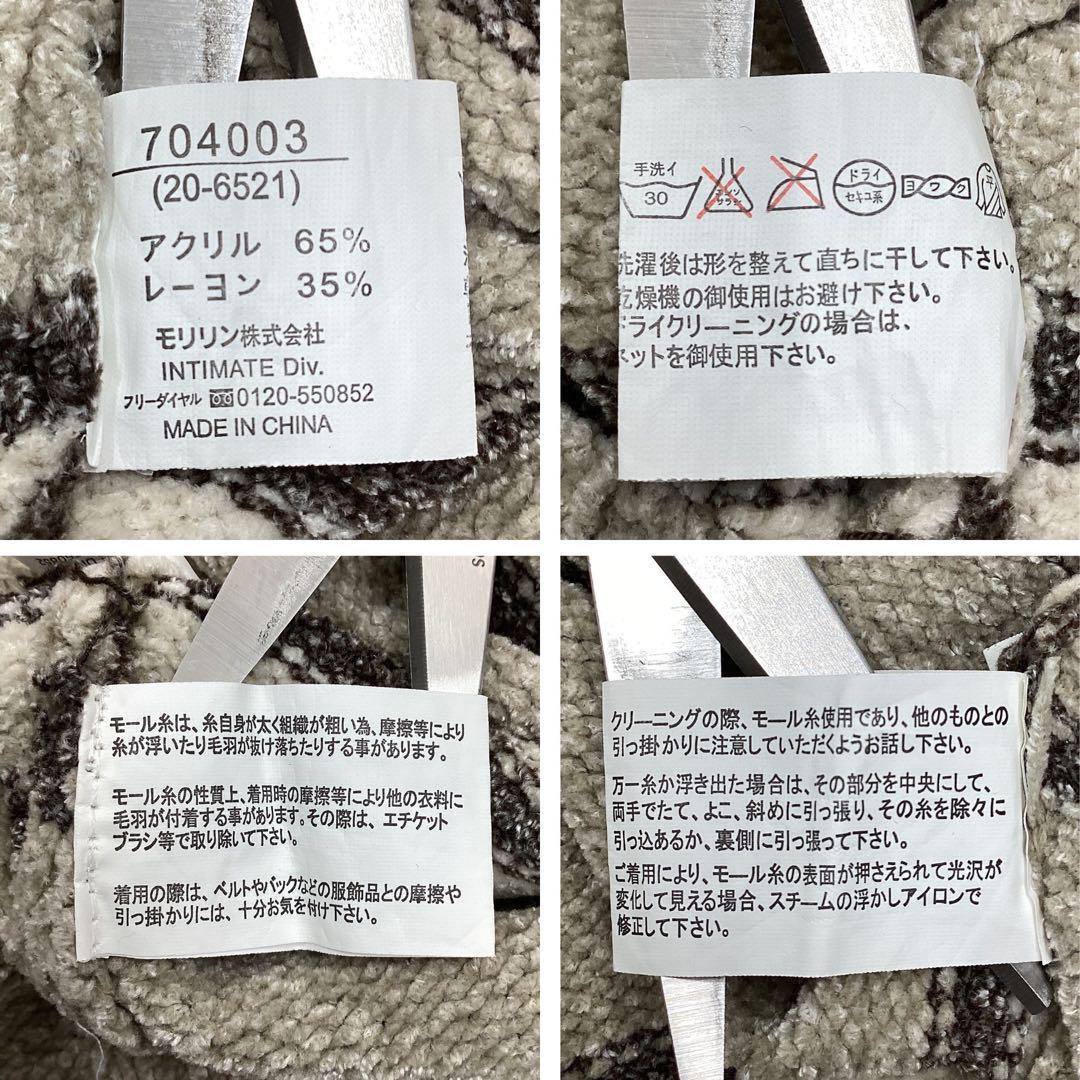 704003
(20-6521)
アクリル 65%
レーヨン 35%
モリリン株式会社
INTIMATE Div.
フリーダイヤル 0120-550852
MADE IN CHINA
手洗イ
30
エンソ
サラシ
ドライ
セキユ系
ヨワク
平
洗濯後は形を整えて直ちに干して下さい。
乾燥機の御使用はお避け下さい。
ドライクリーニングの場合は、
ネットを御使用下さい。
モール糸は、糸自身が太く組織が粗い為、摩擦等により
糸が浮いたり毛羽が抜け落ちたりする事があります。
モール糸の性質上、着用時の摩擦等により他の衣料に
毛羽が付着する事があります。その際は、エチケット
ブラシ等で取り除いて下さい。
着用の際は、ベルトやバックなどの服飾品との摩擦や
引っ掛かりには、十分お気を付け下さい。
クリーニングの際、モール糸使用であり、他のものとの
引っ掛かりに注意していただくようお話し下さい。
万一糸か浮き出た場合は、その部分を中央にして、
両手でたて、よこ、斜めに引っ張り、その糸を除々に
引っ込あるか、裏側に引っ張って下さい。
ご着用により、モール糸の表面が押さえられて光沢が
変化して見える場合、スチームの浮かしアイロンで
修正して下さい。